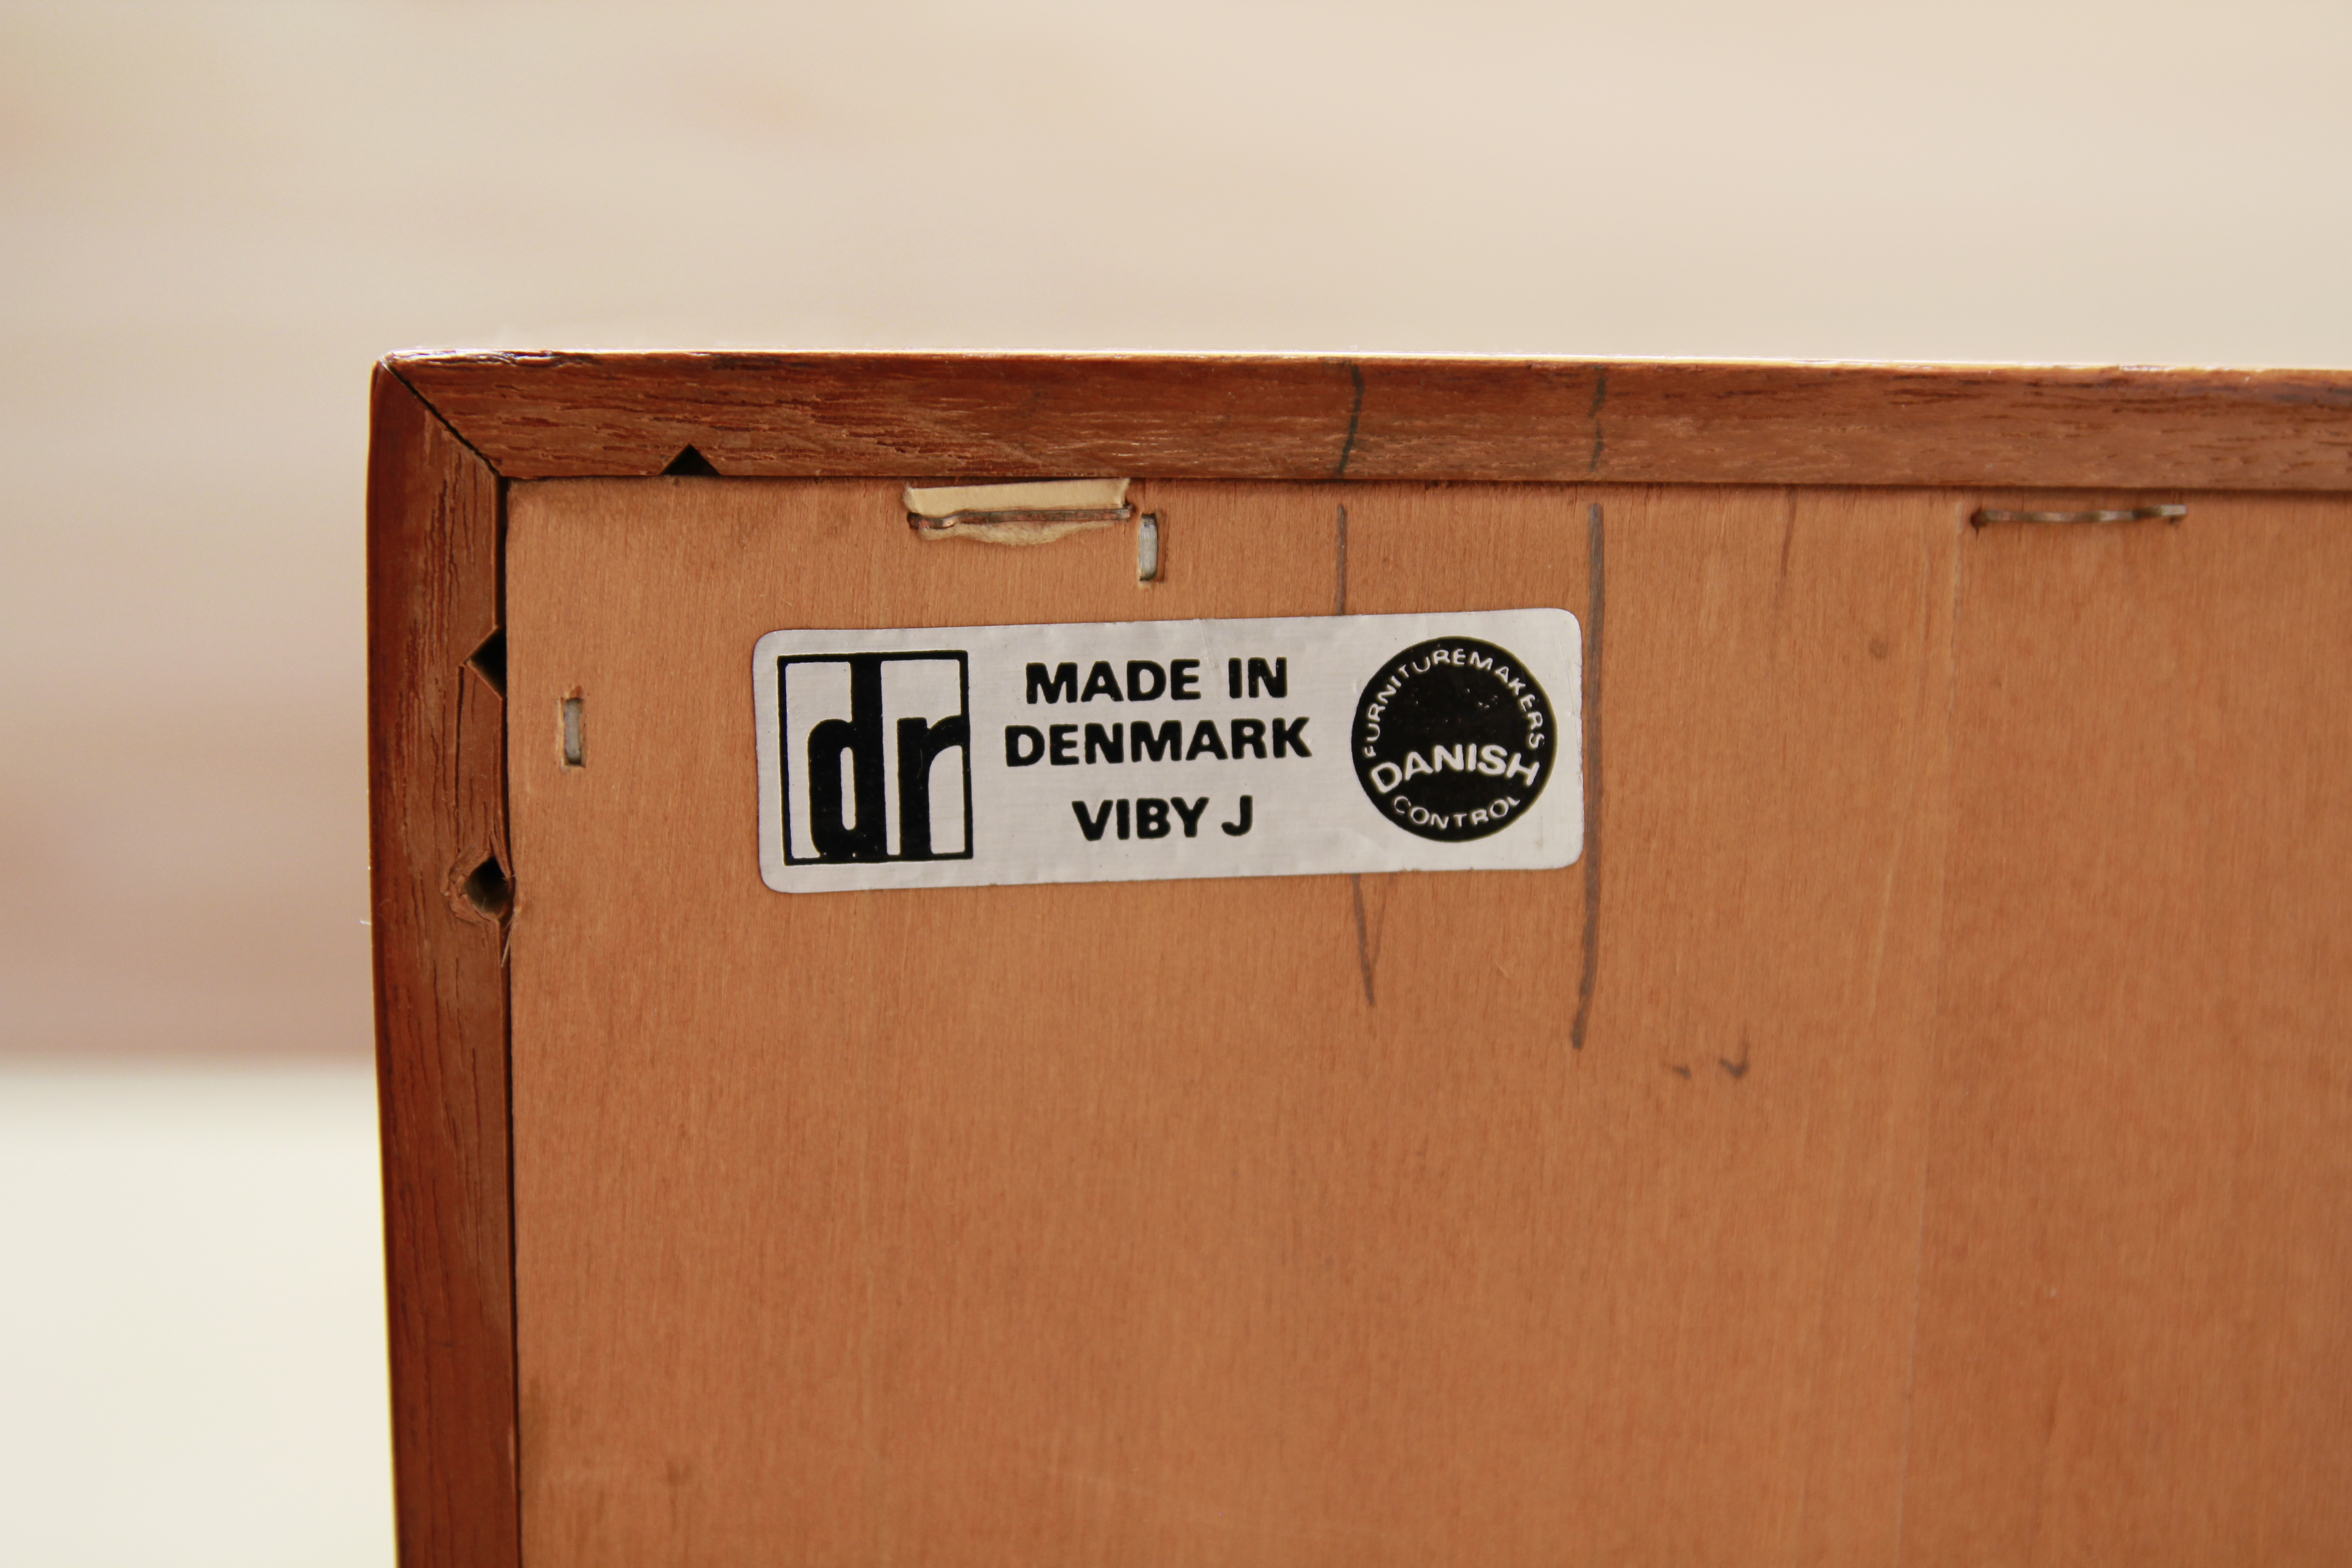 dr
MADE IN
DENMARK
VIBY J
FURNITUREMAKERS
DANISH
CONTROL